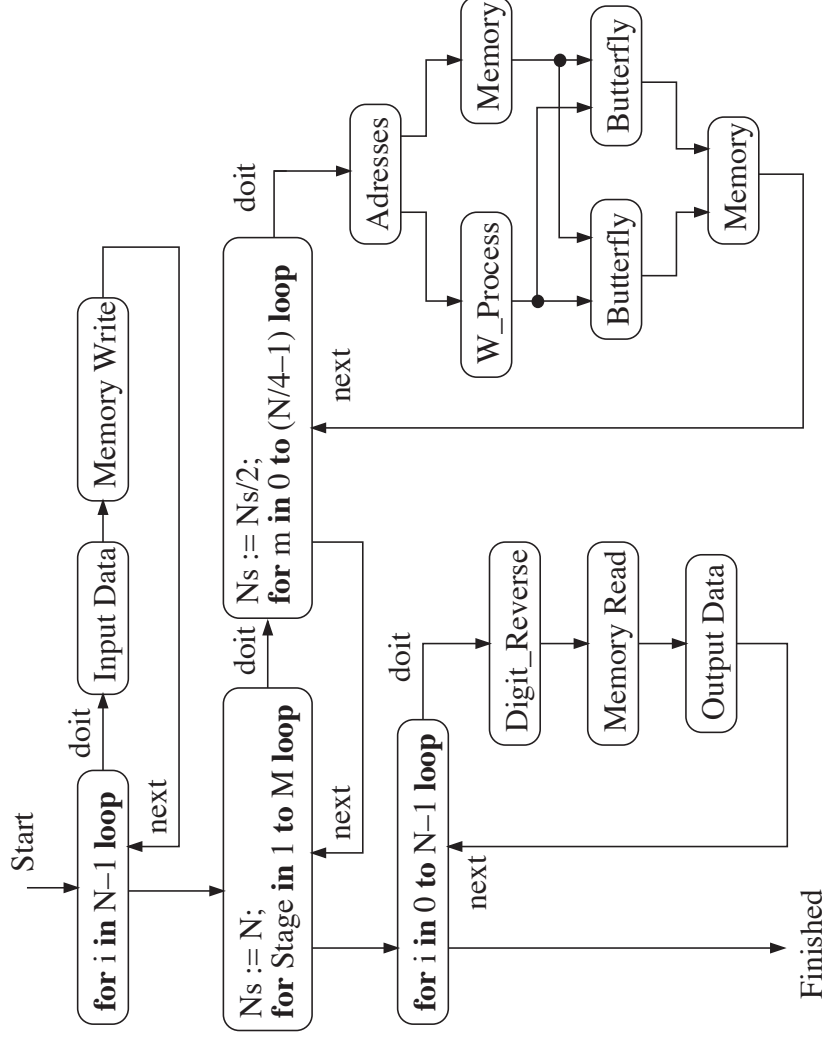 Start
for i in N–1 loop
doit
Input Data
Memory Write
next
Ns := N;
for Stage in 1 to M loop
doit
next
Ns := Ns/2;
for m in 0 to (N/4–1) loop
doit
next
Adresses
W_Process
Memory
Butterfly
Butterfly
Memory
for i in 0 to N–1 loop
doit
next
Digit_Reverse
Memory Read
Output Data
Finished